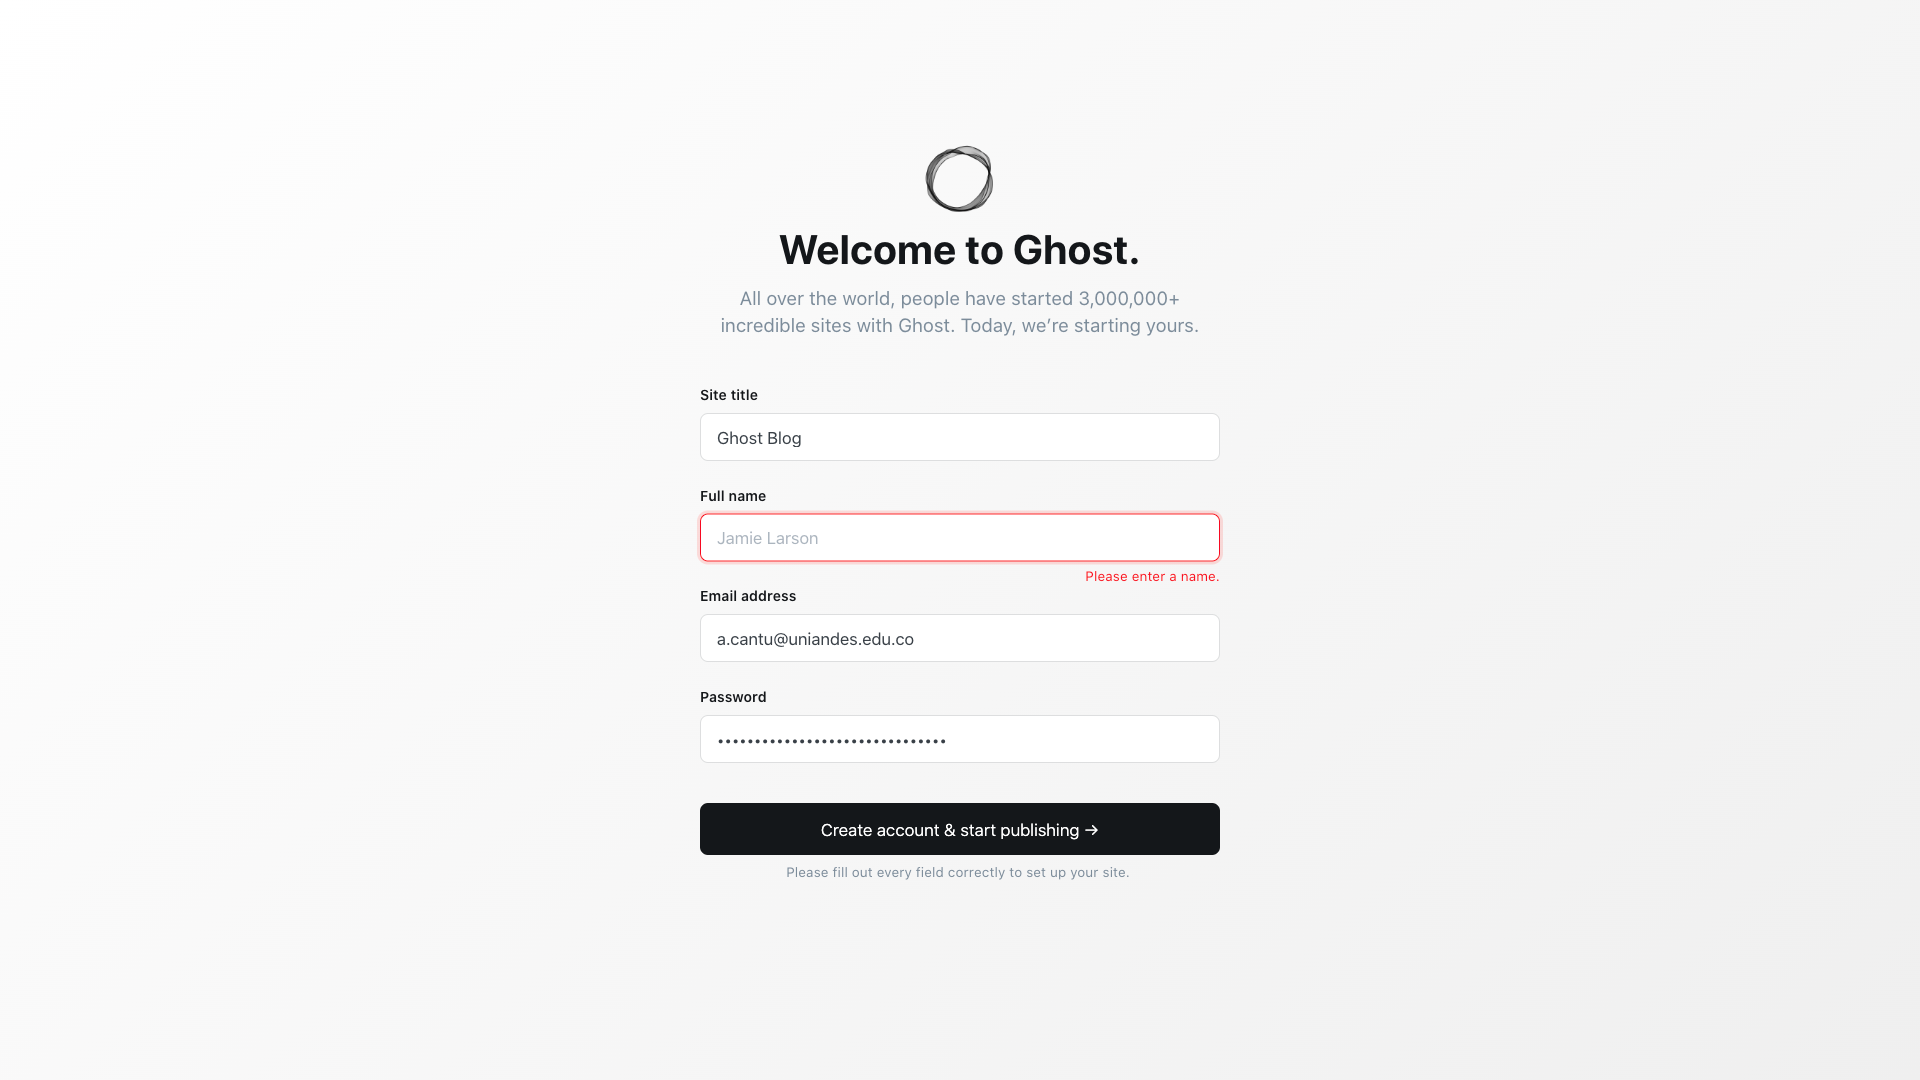 Welcome to Ghost.
All over the world, people have started 3,000,000+
incredible sites with Ghost. Today, we’re starting yours.
Site title
Ghost Blog
Full name
Jamie Larson
Please enter a name.
Email address
a.cantu@uniandes.edu.co
Password
•••••••••••••••••••••••••••••••
Create account & start publishing →
Please fill out every field correctly to set up your site.